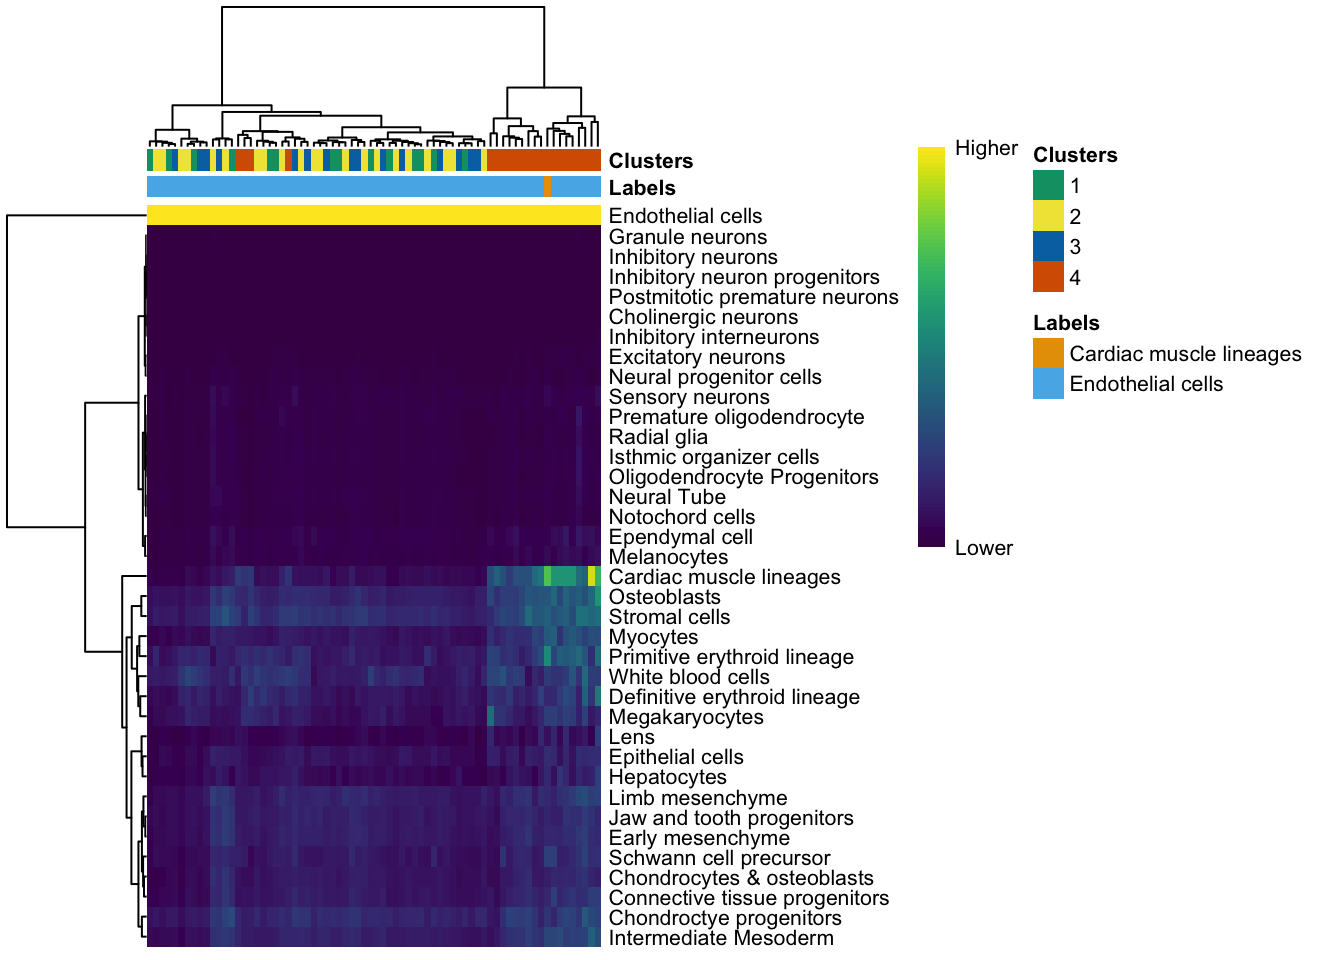 Clusters
Labels
Endothelial cells
Granule neurons
Inhibitory neurons
Inhibitory neuron progenitors
Postmitotic premature neurons
Cholinergic neurons
Inhibitory interneurons
Excitatory neurons
Neural progenitor cells
Sensory neurons
Premature oligodendrocyte
Radial glia
Isthmic organizer cells
Oligodendrocyte Progenitors
Neural Tube
Notochord cells
Ependymal cell
Melanocytes
Cardiac muscle lineages
Osteoblasts
Stromal cells
Myocytes
Primitive erythroid lineage
White blood cells
Definitive erythroid lineage
Megakaryocytes
Lens
Epithelial cells
Hepatocytes
Limb mesenchyme
Jaw and tooth progenitors
Early mesenchyme
Schwann cell precursor
Chondrocytes & osteoblasts
Connective tissue progenitors
Chondroctye progenitors
Intermediate Mesoderm
Higher
Lower
Clusters
1
2
3
4
Labels
Cardiac muscle lineages
Endothelial cells